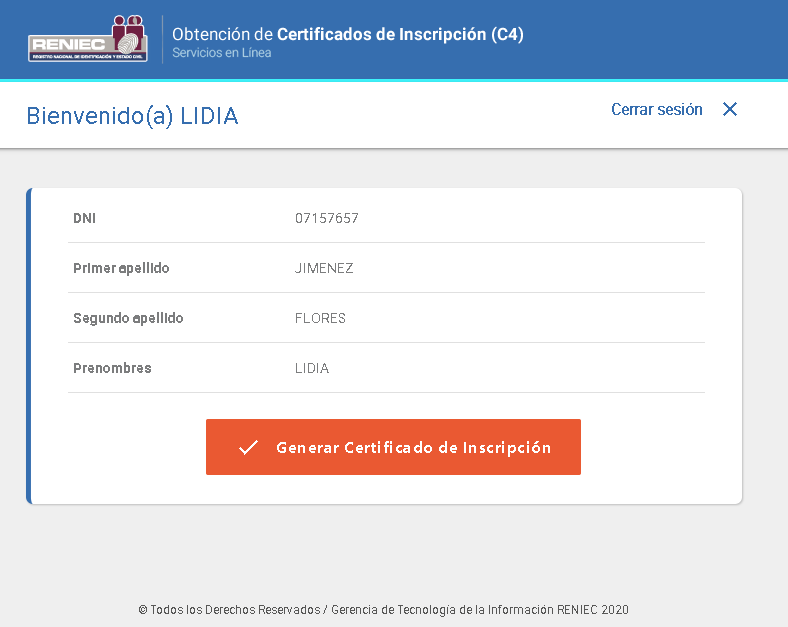 RENIEC
REGISTRO NACIONAL DE IDENTIFICACIÓN Y ESTADO CIVIL
Obtención de Certificados de Inscripción (C4)
Servicios en Línea
Bienvenido(a) LIDIA
Cerrar sesión
DNI 07157657
Primer apellido JIMENEZ
Segundo apellido FLORES
Prenombres LIDIA
Generar Certificado de Inscripción
© Todos los Derechos Reservados / Gerencia de Tecnología de la Información RENIEC 2020